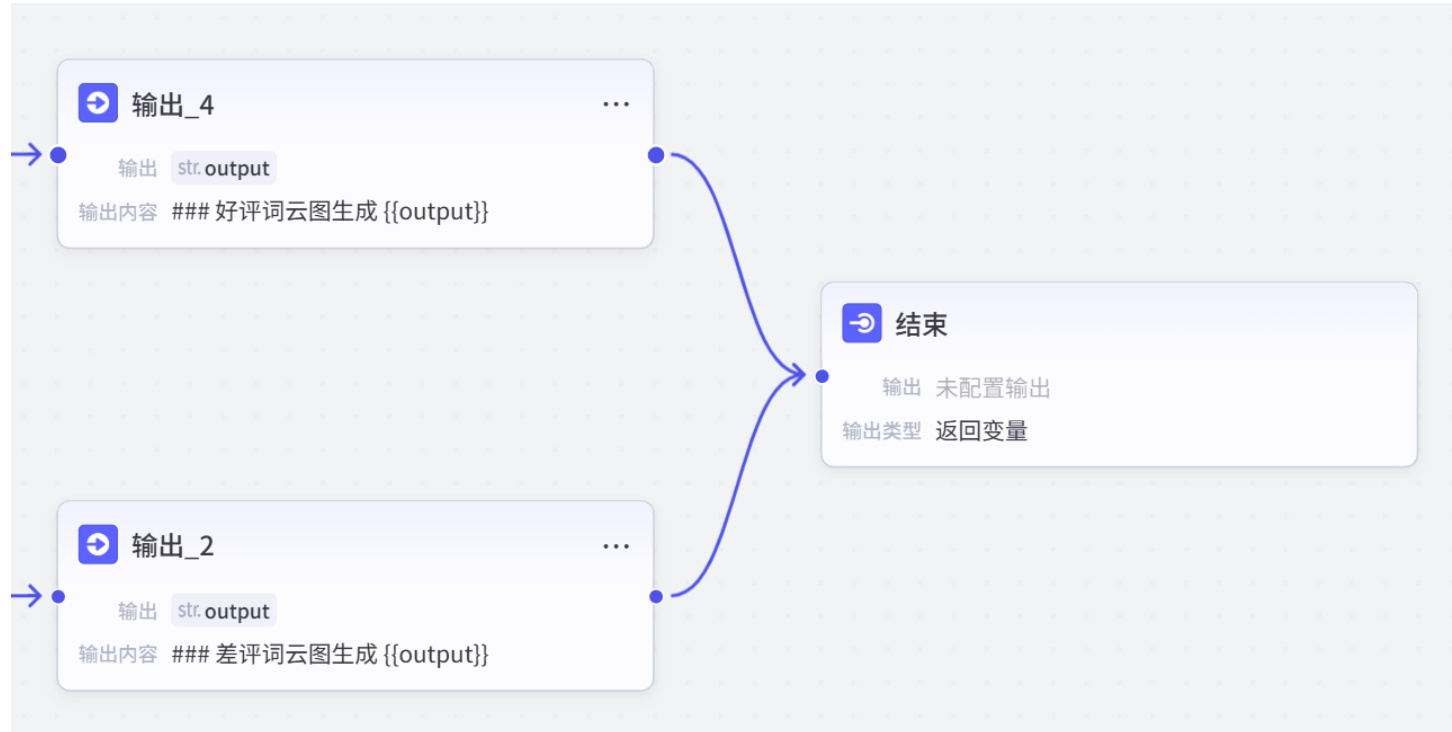 输出_4
输出 str. output
输出内容 ### 好评词云图生成 {{output}}
结束
输出 未配置输出
输出类型 返回变量
输出_2
输出 str. output
输出内容 ### 差评词云图生成 {{output}}